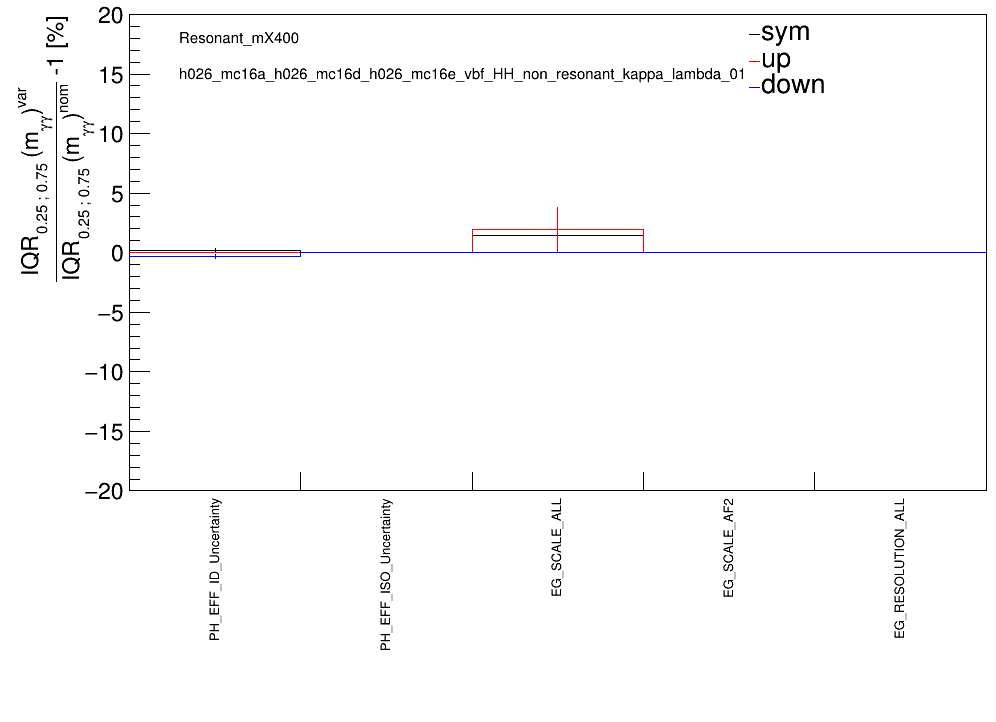 IQR0.25 ; 0.75 (mγγ)var
IQR0.25 ; 0.75 (mγγ)nom -1 [%]
20
15
10
5
0
−5
−10
−15
−20
Resonant_mX400
h026_mc16a_h026_mc16d_h026_mc16e_vbf_HH_non_resonant_kappa_lambda_01
sym
up
down
PH_EFF_ID_Uncertainty
PH_EFF_ISO_Uncertainty
EG_SCALE_ALL
EG_SCALE_AF2
EG_RESOLUTION_ALL